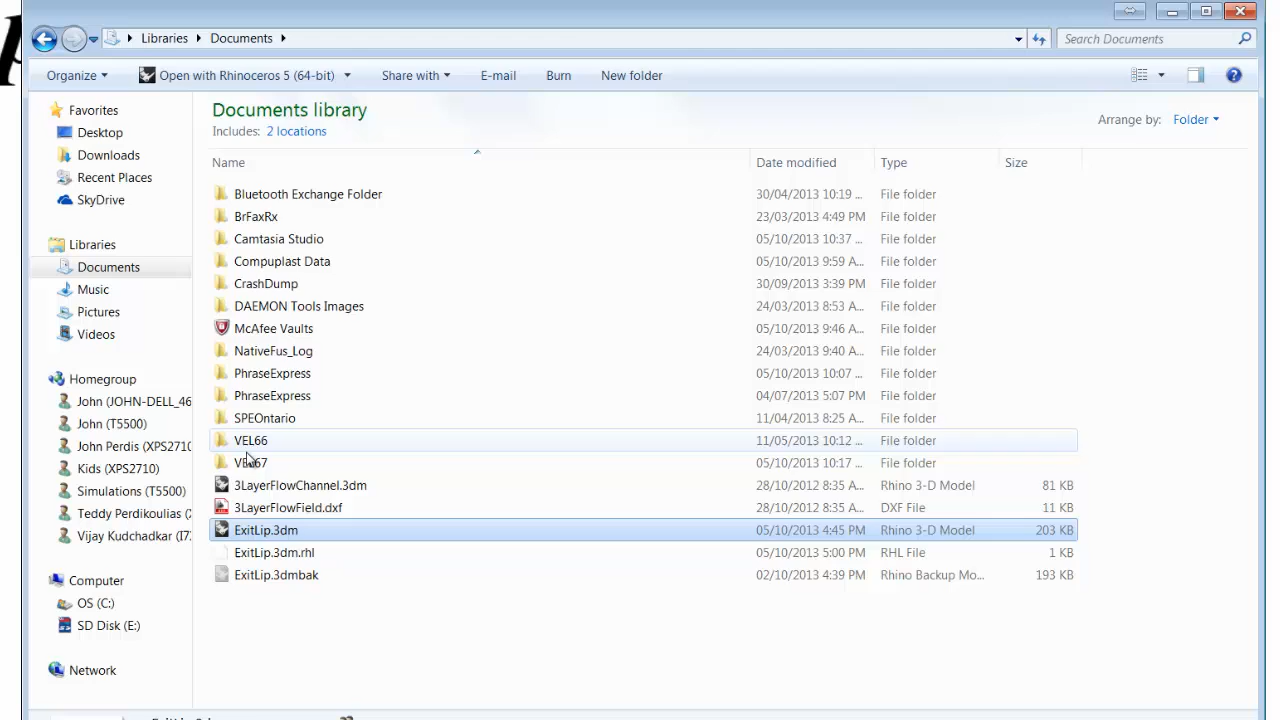 Libraries Documents Search Documents
Organize Open with Rhinoceros 5 (64-bit) Share with E-mail Burn New folder
Favorites
Desktop
Downloads
Recent Places
SkyDrive
Libraries
Documents
Music
Pictures
Videos
Homegroup
John (JOHN-DELL_46
John (T5500)
John Perdis (XPS2710
Kids (XPS2710)
Simulations (T5500)
Teddy Perdikoulias (
Vijay Kudchadkar (I7
Computer
OS (C:)
SD Disk (E:)
Network
Documents library
Includes: 2 locations
Arrange by: Folder
Name Date modified Type Size
Bluetooth Exchange Folder 30/04/2013 10:19 ... File folder
BrFaxRx 23/03/2013 4:49 PM File folder
Camtasia Studio 05/10/2013 10:37 ... File folder
Compuplast Data 05/10/2013 9:59 A... File folder
CrashDump 30/09/2013 3:39 PM File folder
DAEMON Tools Images 24/03/2013 8:53 A... File folder
McAfee Vaults 05/10/2013 9:46 A... File folder
NativeFus_Log 24/03/2013 9:40 A... File folder
PhraseExpress 05/10/2013 10:07 ... File folder
PhraseExpress 04/07/2013 5:07 PM File folder
SPEOntario 11/04/2013 8:25 A... File folder
VEL66 11/05/2013 10:12 ... File folder
VEL67 05/10/2013 10:17 ... File folder
3LayerFlowChannel.3dm 28/10/2012 8:35 A... Rhino 3-D Model 81 KB
3LayerFlowField.dxf 28/10/2012 8:35 A... DXF File 11 KB
ExitLip.3dm 05/10/2013 4:45 PM Rhino 3-D Model 203 KB
ExitLip.3dm.rhl 05/10/2013 5:00 PM RHL File 1 KB
ExitLip.3dmbak 02/10/2013 4:39 PM Rhino Backup Mo... 193 KB